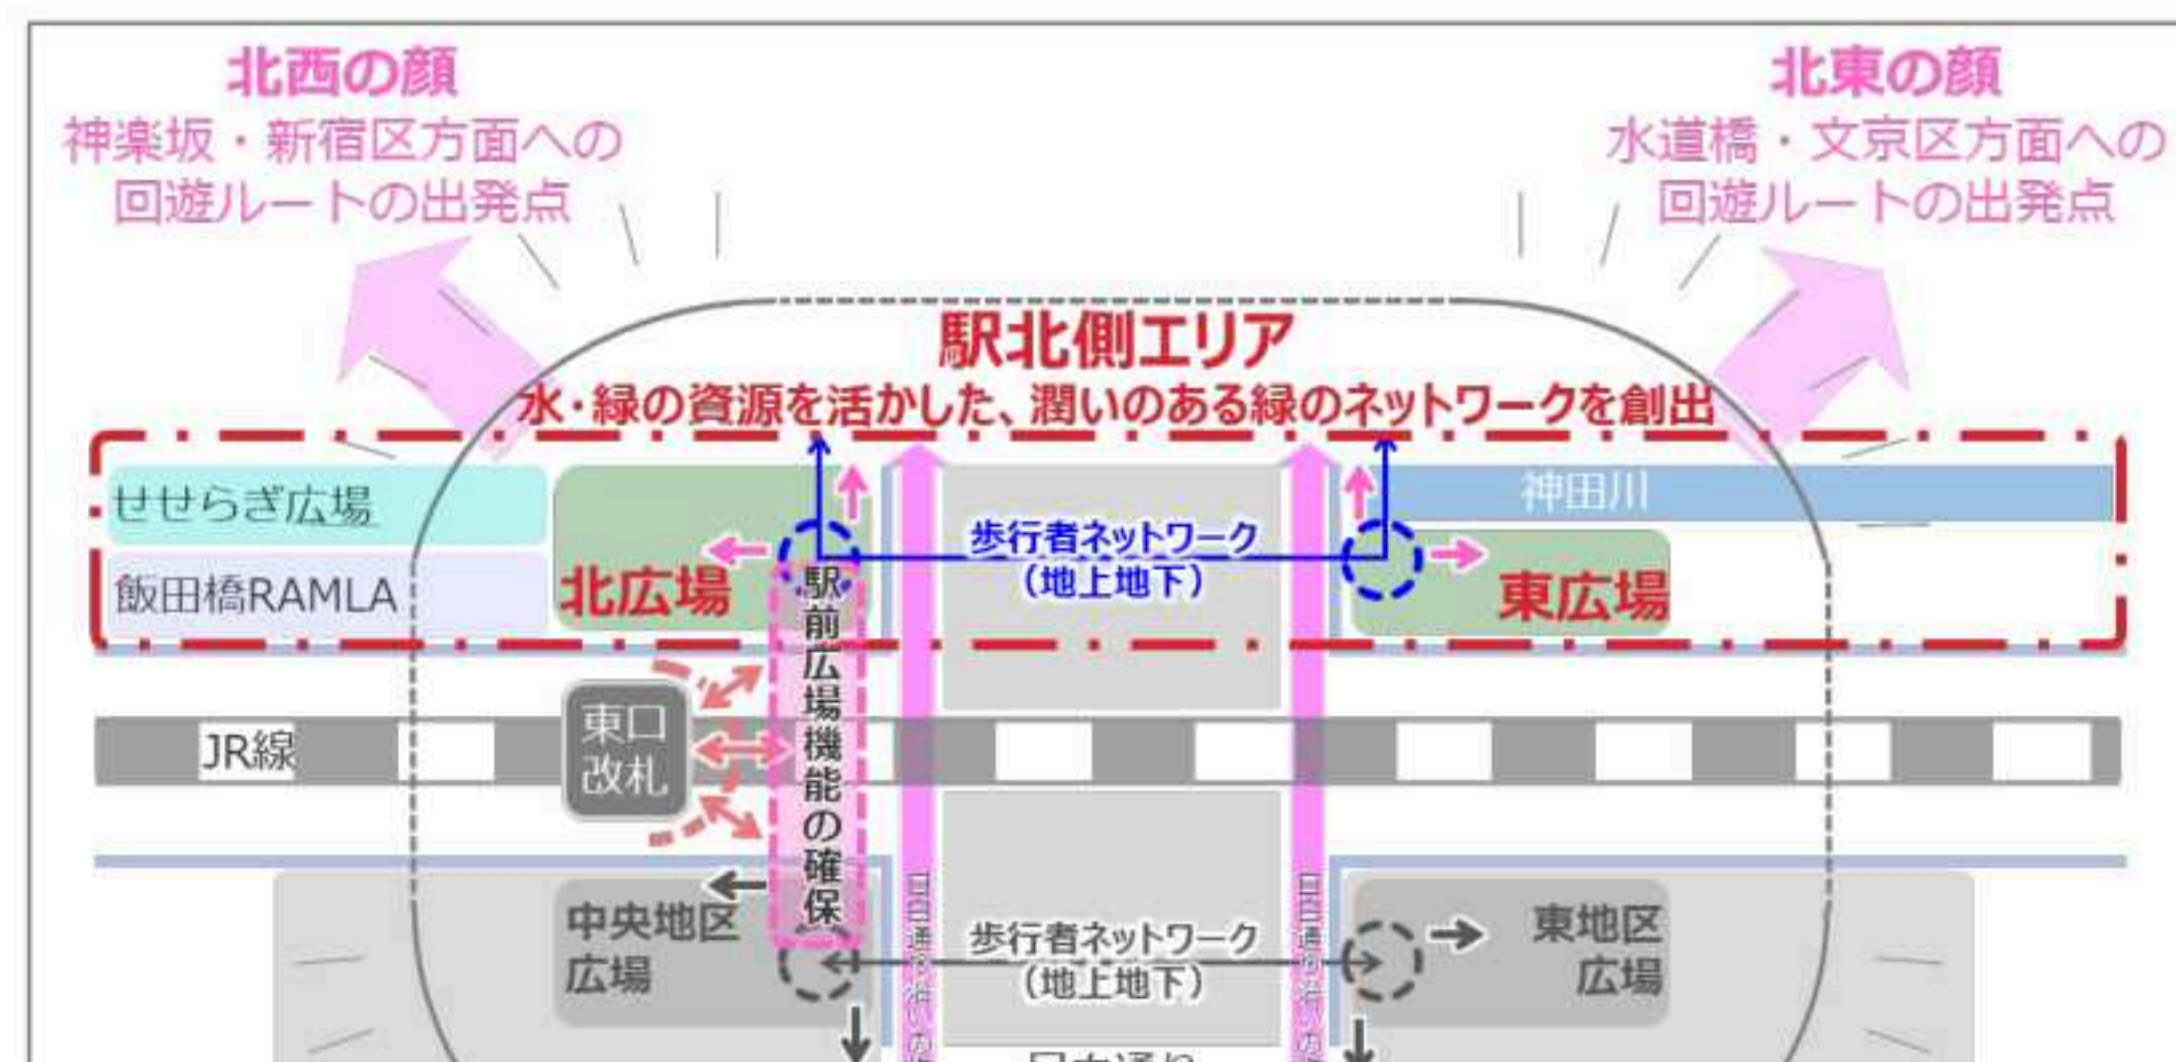 北西の顔
神楽坂・新宿区方面への
回遊ルートの出発点
北東の顔
水道橋・文京区方面への
回遊ルートの出発点
駅北側エリア
水・緑の資源を活かした、潤いのある緑のネットワークを創出
せせらぎ広場
飯田橋RAMLA
北広場
歩行者ネットワーク
（地上地下）
神田川
東広場
駅前広場機能の確保
JR線
東口
改札
中央地区
広場
歩行者ネットワーク
（地上地下）
東地区
広場